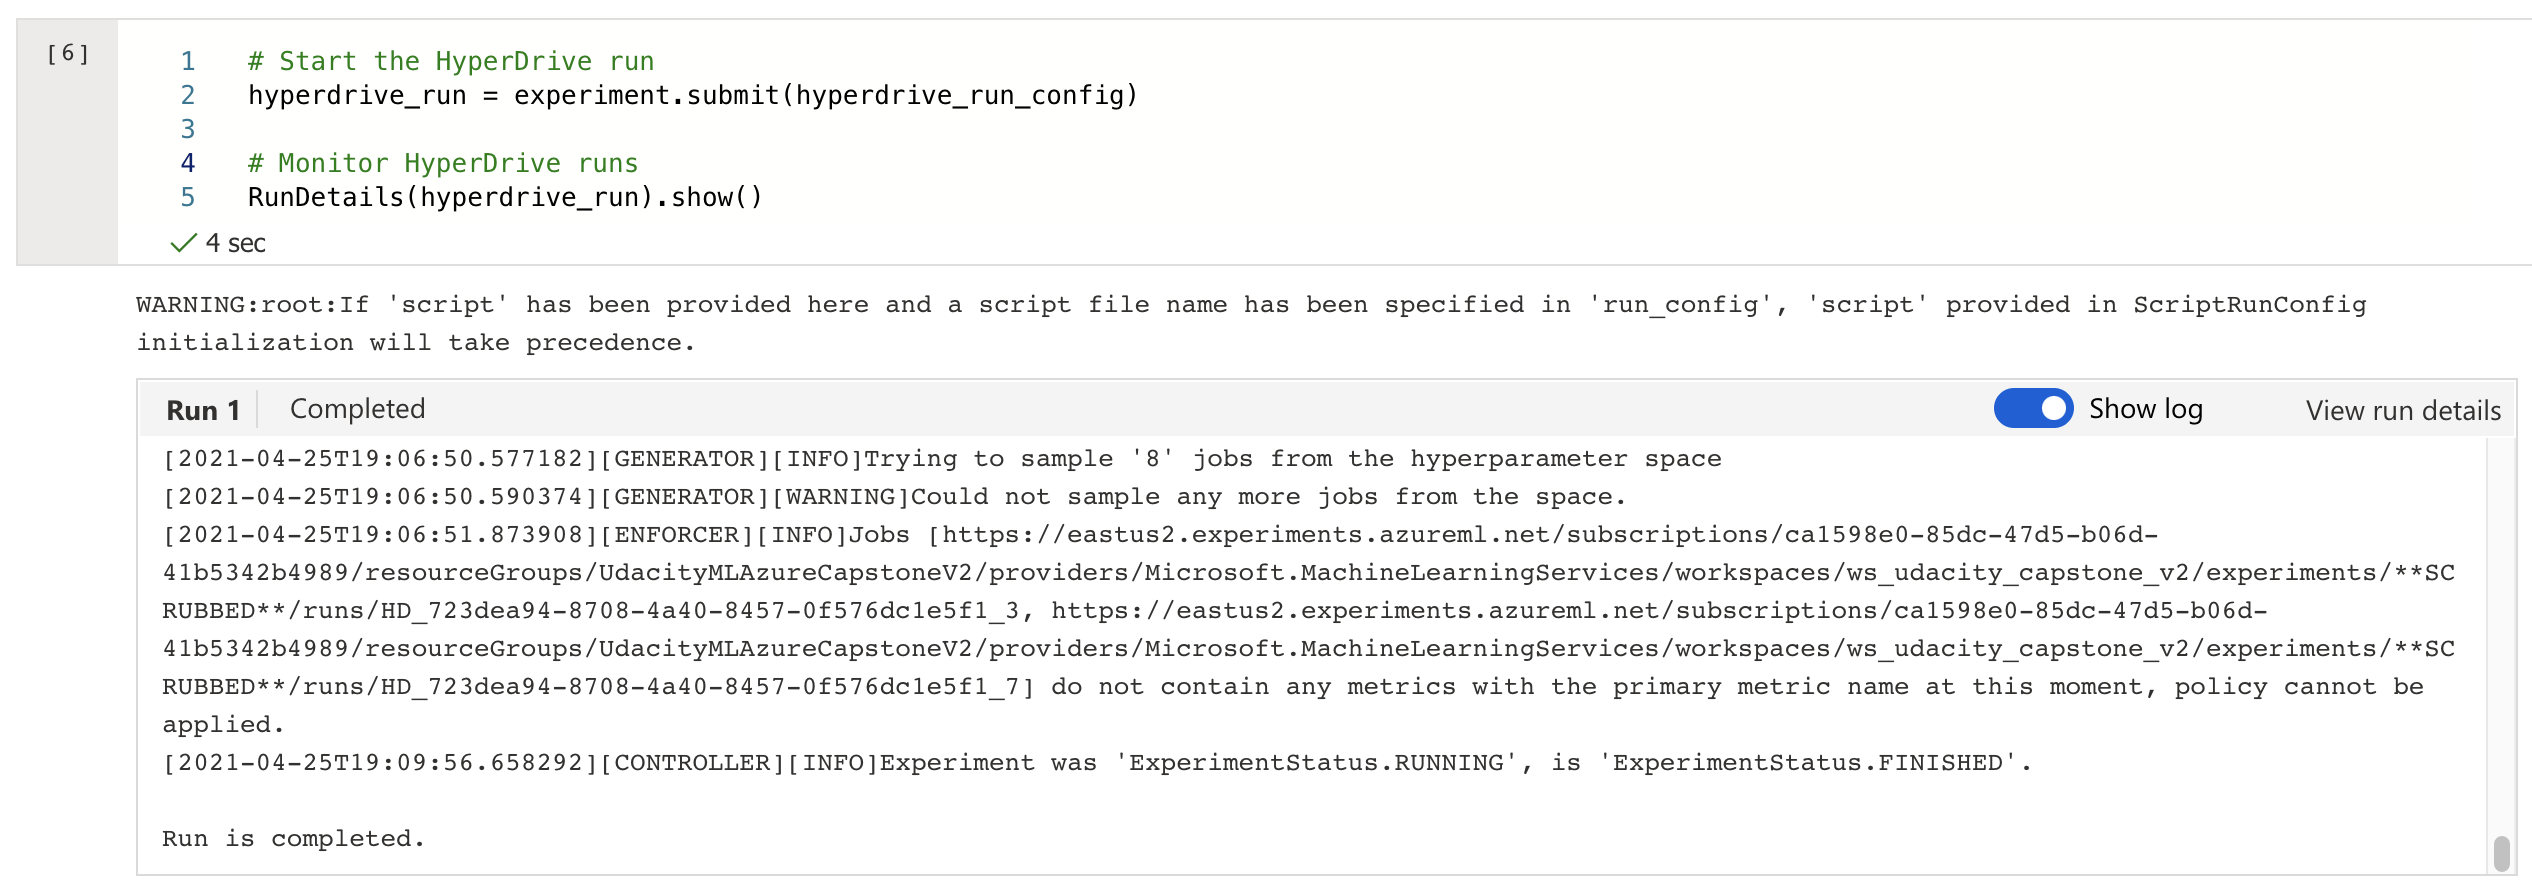 [6]
1 # Start the HyperDrive run
2 hyperdrive_run = experiment.submit(hyperdrive_run_config)
3
4 # Monitor HyperDrive runs
5 RunDetails(hyperdrive_run).show()
4 sec
WARNING:root:If 'script' has been provided here and a script file name has been specified in 'run_config', 'script' provided in ScriptRunConfig
initialization will take precedence.
Run 1 Completed Show log View run details
[2021-04-25T19:06:50.577182][GENERATOR][INFO]Trying to sample '8' jobs from the hyperparameter space
[2021-04-25T19:06:50.590374][GENERATOR][WARNING]Could not sample any more jobs from the space.
[2021-04-25T19:06:51.873908][ENFORCER][INFO]Jobs [https://eastus2.experiments.azureml.net/subscriptions/ca1598e0-85dc-47d5-b06d-
41b5342b4989/resourceGroups/UdacityMLAzureCapstoneV2/providers/Microsoft.MachineLearningServices/workspaces/ws_udacity_capstone_v2/experiments/**SC
RUBBED**/runs/HD_723dea94-8708-4a40-8457-0f576dc1e5f1_3, https://eastus2.experiments.azureml.net/subscriptions/ca1598e0-85dc-47d5-b06d-
41b5342b4989/resourceGroups/UdacityMLAzureCapstoneV2/providers/Microsoft.MachineLearningServices/workspaces/ws_udacity_capstone_v2/experiments/**SC
RUBBED**/runs/HD_723dea94-8708-4a40-8457-0f576dc1e5f1_7] do not contain any metrics with the primary metric name at this moment, policy cannot be
applied.
[2021-04-25T19:09:56.658292][CONTROLLER][INFO]Experiment was 'ExperimentStatus.RUNNING', is 'ExperimentStatus.FINISHED'.
Run is completed.